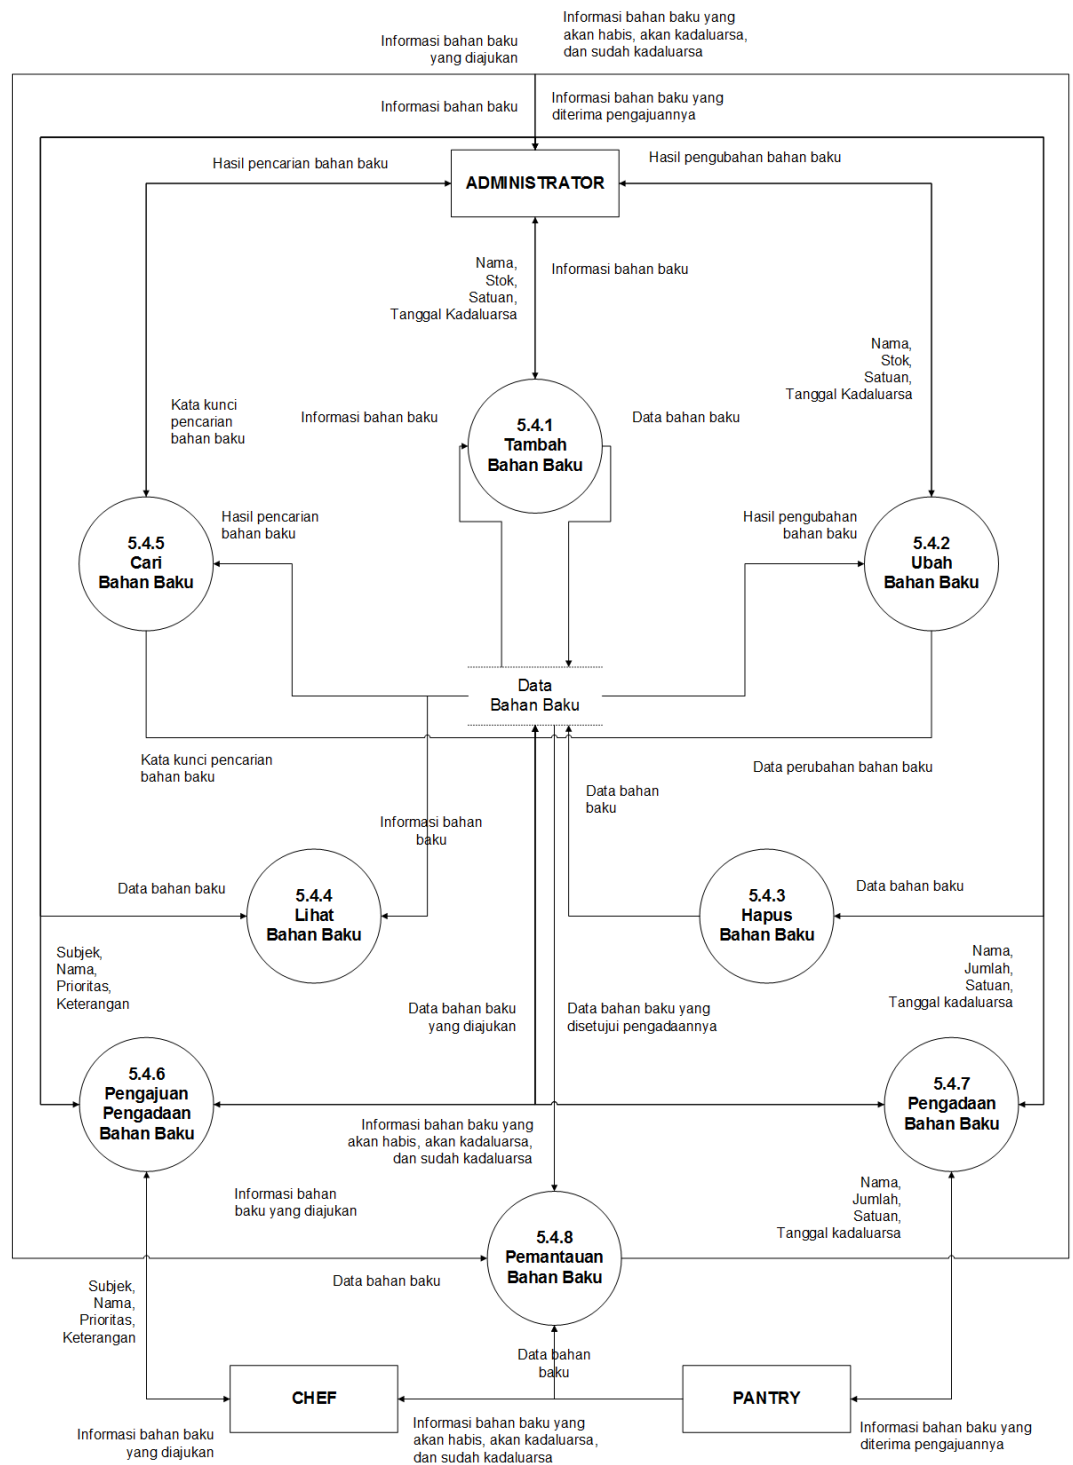 Informasi bahan baku yang
akan habis, akan kadaluarsa,
dan sudah kadaluarsa
Informasi bahan baku
yang diajukan
Informasi bahan baku
Informasi bahan baku yang
diterima pengajuannya
Hasil pencarian bahan baku
Hasil pengubahan bahan baku
ADMINISTRATOR
Nama,
Stok,
Satuan,
Tanggal Kadaluarsa
Informasi bahan baku
Nama,
Stok,
Satuan,
Tanggal Kadaluarsa
Kata kunci
pencarian
bahan baku
Informasi bahan baku
5.4.1
Tambah
Bahan Baku
Data bahan baku
Hasil pencarian
bahan baku
Hasil pengubahan
bahan baku
5.4.5
Cari
Bahan Baku
5.4.2
Ubah
Bahan Baku
Data
Bahan Baku
Kata kunci pencarian
bahan baku
Data perubahan bahan baku
Data bahan
baku
Informasi bahan
baku
Data bahan baku
5.4.4
Lihat
Bahan Baku
5.4.3
Hapus
Bahan Baku
Data bahan baku
Subjek,
Nama,
Prioritas,
Keterangan
Nama,
Jumlah,
Satuan,
Tanggal kadaluarsa
Data bahan baku
yang diajukan
Data bahan baku yang
disetujui pengadaannya
5.4.6
Pengajuan
Pengadaan
Bahan Baku
5.4.7
Pengadaan
Bahan Baku
Informasi bahan baku yang
akan habis, akan kadaluarsa,
dan sudah kadaluarsa
Informasi bahan
baku yang diajukan
Nama,
Jumlah,
Satuan,
Tanggal kadaluarsa
5.4.8
Pemantauan
Bahan Baku
Data bahan baku
Subjek,
Nama,
Prioritas,
Keterangan
Data bahan
baku
CHEF
PANTRY
Informasi bahan baku
yang diajukan
Informasi bahan baku yang
akan habis, akan kadaluarsa,
dan sudah kadaluarsa
Informasi bahan baku yang
diterima pengajuannya